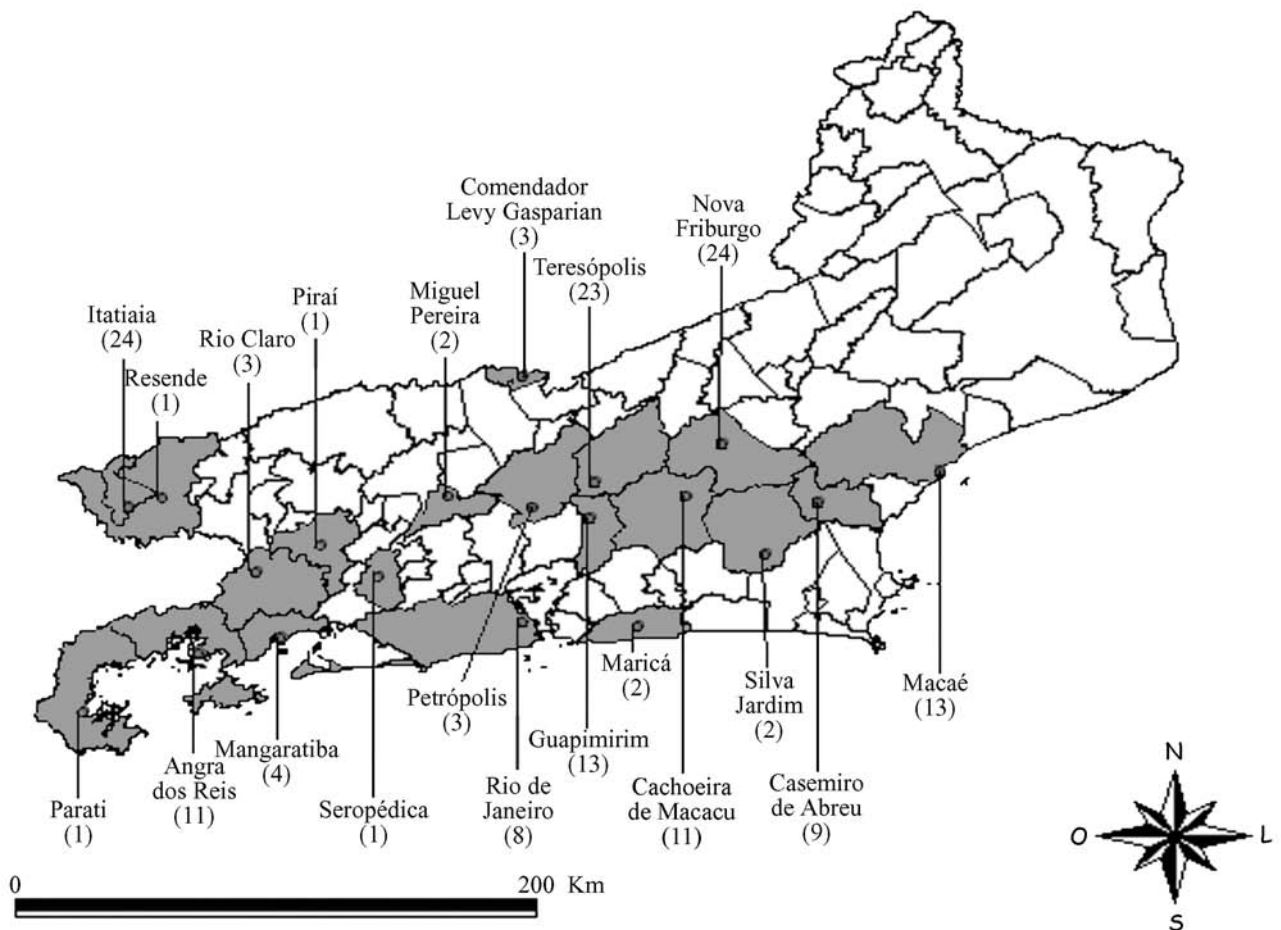 Comendador
Levy Gasparian
(3)
Nova
Friburgo
(24)
Teresópolis
(23)
Miguel
Pereira
(2)
Piraí
(1)
Itatiaia
(24)
Rio Claro
(3)
Resende
(1)
Parati
(1)
Angra
dos Reis
(11)
Mangaratiba
(4)
Seropédica
(1)
Petrópolis
(3)
Rio de
Janeiro
(8)
Guapimirim
(13)
Maricá
(2)
Cachoeira
de Macacu
(11)
Silva
Jardim
(2)
Casemiro
de Abreu
(9)
Macaé
(13)
N
O
L
S
0 200 Km